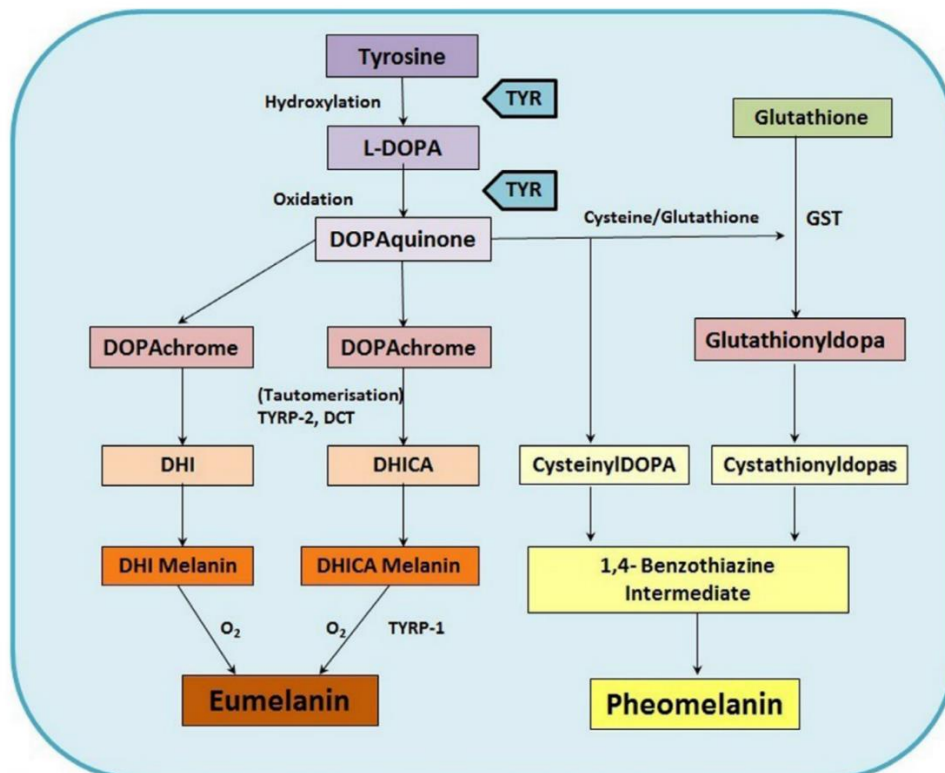 Tyrosine
Hydroxylation
TYR
Glutathione
L-DOPA
Oxidation
TYR
Cysteine/Glutathione
GST
DOPAquinone
DOPAchrome
DOPAchrome
Glutathionyldopa
(Tautomerisation)
TYRP-2, DCT
DHI
DHICA
CysteinylDOPA
Cystathionyldopas
DHI Melanin
DHICA Melanin
1,4- Benzothiazine
Intermediate
O₂
O₂
TYRP-1
Eumelanin
Pheomelanin